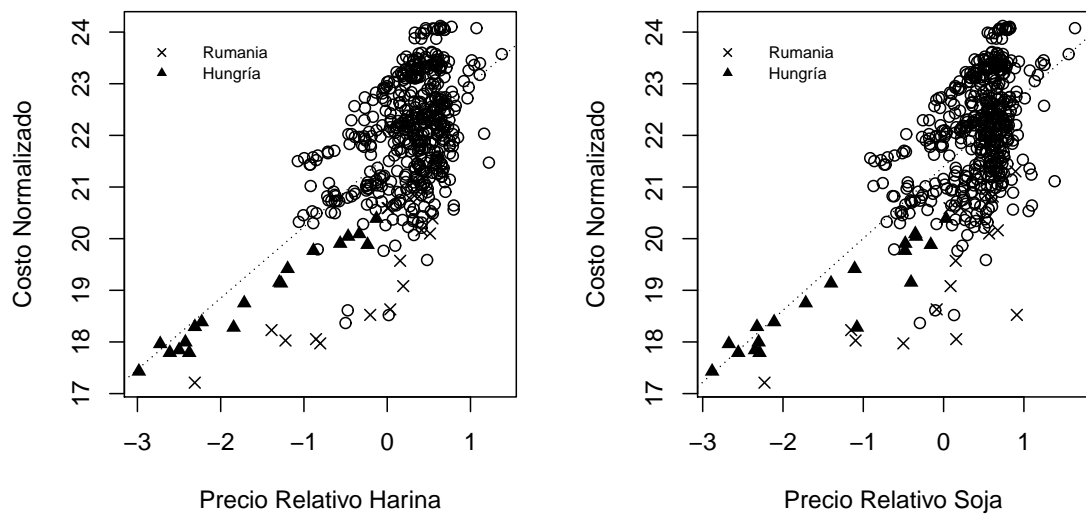 Costo Normalizado
24
23
22
21
20
19
18
17
Rumania
Hungría
−3 −2 −1 0 1
Precio Relativo Harina
Costo Normalizado
24
23
22
21
20
19
18
17
Rumania
Hungría
−3 −2 −1 0 1
Precio Relativo Soja